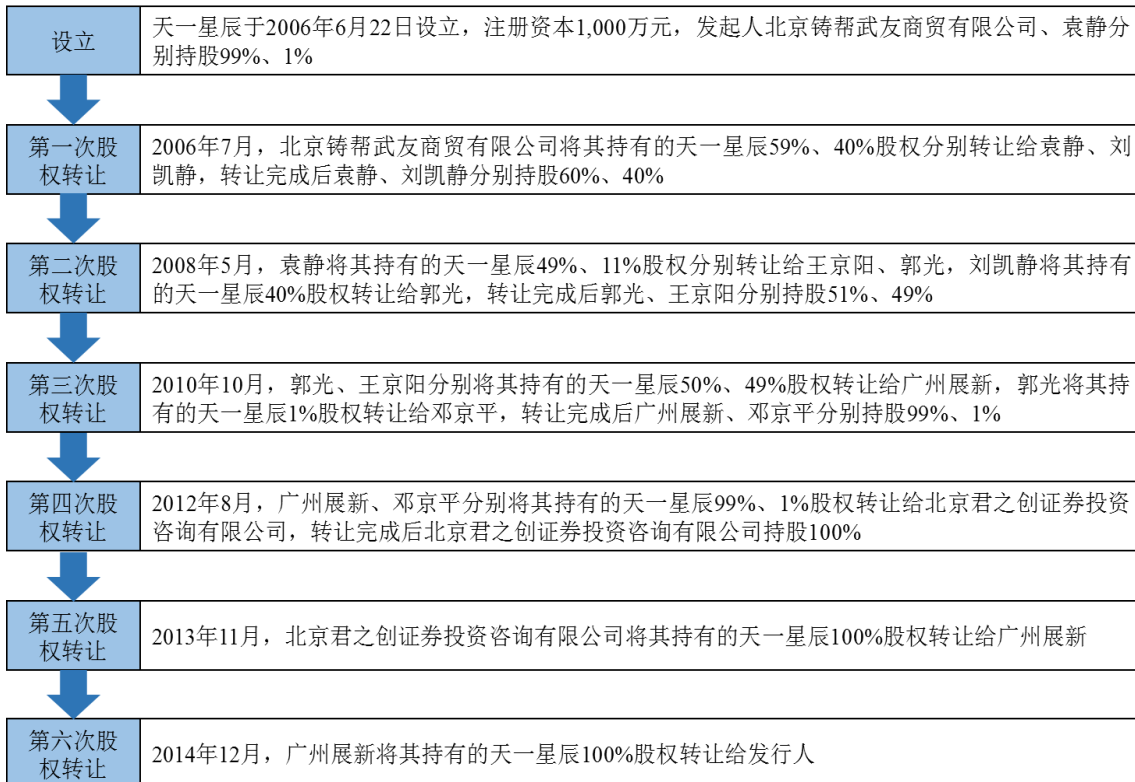 设立
天一星辰于2006年6月22日设立，注册资本1,000万元，发起人北京铸帮武友商贸有限公司、袁静分
别持股99%、1%
第一次股
权转让
2006年7月，北京铸帮武友商贸有限公司将其持有的天一星辰59%、40%股权分别转让给袁静、刘
凯静，转让完成后袁静、刘凯静分别持股60%、40%
第二次股
权转让
2008年5月，袁静将其持有的天一星辰49%、11%股权分别转让给王京阳、郭光，刘凯静将其持有
的天一星辰40%股权转让给郭光，转让完成后郭光、王京阳分别持股51%、49%
第三次股
权转让
2010年10月，郭光、王京阳分别将其持有的天一星辰50%、49%股权转让给广州展新，郭光将其持
有的天一星辰1%股权转让给邓京平，转让完成后广州展新、邓京平分别持股99%、1%
第四次股
权转让
2012年8月，广州展新、邓京平分别将其持有的天一星辰99%、1%股权转让给北京君之创证券投资
咨询有限公司，转让完成后北京君之创证券投资咨询有限公司持股100%
第五次股
权转让
2013年11月，北京君之创证券投资咨询有限公司将其持有的天一星辰100%股权转让给广州展新
第六次股
权转让
2014年12月，广州展新将其持有的天一星辰100%股权转让给发行人